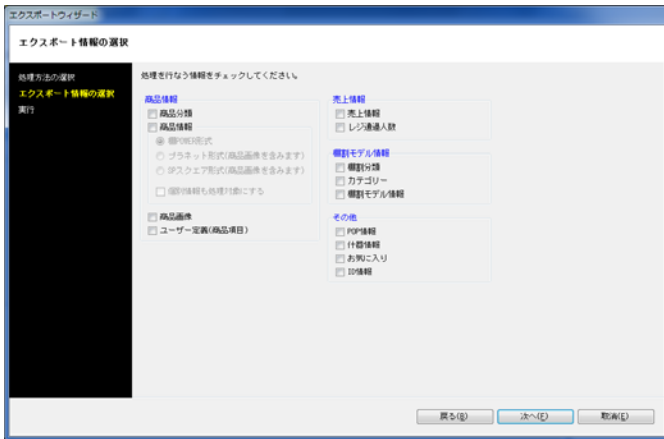 エクスポートウィザード
エクスポート情報の選択
処理方法の選択
エクスポート情報の選択
実行
処理を行なう情報をチェックしてください。
商品情報
商品分類
商品情報
棚POWER形式
プラネット形式(商品画像を含みます)
SPスクエア形式(商品画像を含みます)
個別情報も処理対象にする
商品画像
ユーザー定義(商品項目)
売上情報
売上情報
レジ通過人数
棚割モデル情報
棚割分類
カテゴリー
棚割モデル情報
その他
POP情報
什器情報
お気に入り
ID情報
戻る(B)
次へ(F)
取消(E)